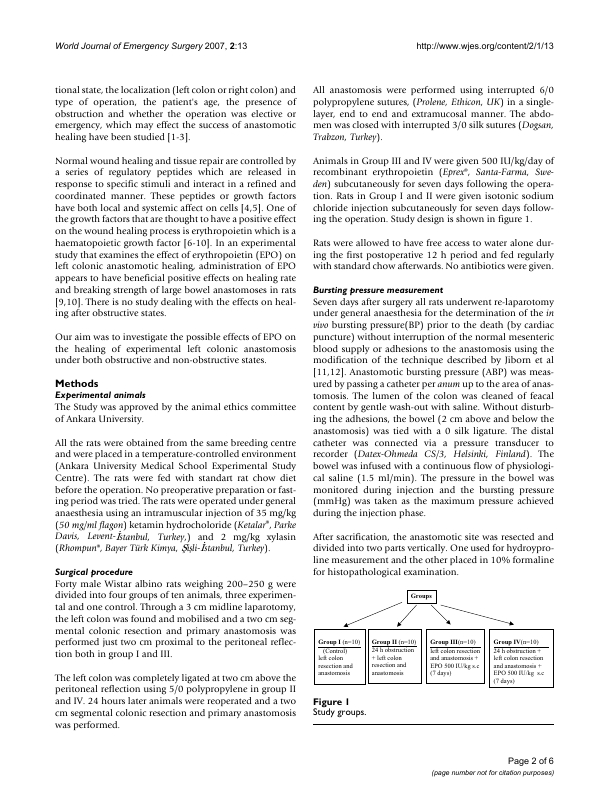 World Journal of Emergency Surgery 2007, 2:13
http://www.wjes.org/content/2/1/13
tional state, the localization (left colon or right colon) and
type of operation, the patient's age, the presence of
obstruction and whether the operation was elective or
emergency, which may effect the success of anastomotic
healing have been studied [1-3].
Normal wound healing and tissue repair are controlled by
a series of regulatory peptides which are released in
response to specific stimuli and interact in a refined and
coordinated manner. These peptides or growth factors
have both local and systemic affect on cells [4,5]. One of
the growth factors that are thought to have a positive effect
on the wound healing process is erythropoietin which is a
haematopoietic growth factor [6-10]. In an experimental
study that examines the effect of erythropoietin (EPO) on
left colonic anastomotic healing, administration of EPO
appears to have beneficial positive effects on healing rate
and breaking strength of large bowel anastomoses in rats
[9,10]. There is no study dealing with the effects on heal-
ing after obstructive states.
Our aim was to investigate the possible effects of EPO on
the healing of experimental left colonic anastomosis
under both obstructive and non-obstructive states.
Methods
Experimental animals
The Study was approved by the animal ethics committee
of Ankara University.
All the rats were obtained from the same breeding centre
and were placed in a temperature-controlled environment
(Ankara University Medical School Experimental Study
Centre). The rats were fed with standart rat chow diet
before the operation. No preoperative preparation or fast-
ing period was tried. The rats were operated under general
anaesthesia using an intramuscular injection of 35 mg/kg
(50 mg/ml flagon) ketamin hydrocholoride (Ketalar®, Parke
Davis, Levent-İstanbul, Turkey,) and 2 mg/kg xylasin
(Rhompun®, Bayer Türk Kimya, Şişli-İstanbul, Turkey).
Surgical procedure
Forty male Wistar albino rats weighing 200–250 g were
divided into four groups of ten animals, three experimen-
tal and one control. Through a 3 cm midline laparotomy,
the left colon was found and mobilised and a two cm seg-
mental colonic resection and primary anastomosis was
performed just two cm proximal to the peritoneal reflec-
tion both in group I and III.
The left colon was completely ligated at two cm above the
peritoneal reflection using 5/0 polypropylene in group II
and IV. 24 hours later animals were reoperated and a two
cm segmental colonic resection and primary anastomosis
was performed.
All anastomosis were performed using interrupted 6/0
polypropylene sutures, (Prolene, Ethicon, UK) in a single-
layer, end to end and extramucosal manner. The abdo-
men was closed with interrupted 3/0 silk sutures (Dogsan,
Trabzon, Turkey).
Animals in Group III and IV were given 500 IU/kg/day of
recombinant erythropoietin (Eprex®, Santa-Farma, Swe-
den) subcutaneously for seven days following the opera-
tion. Rats in Group I and II were given isotonic sodium
chloride injection subcutaneously for seven days follow-
ing the operation. Study design is shown in figure 1.
Rats were allowed to have free access to water alone dur-
ing the first postoperative 12 h period and fed regularly
with standard chow afterwards. No antibiotics were given.
Bursting pressure measurement
Seven days after surgery all rats underwent re-laparotomy
under general anaesthesia for the determination of the in
vivo bursting pressure(BP) prior to the death (by cardiac
puncture) without interruption of the normal mesenteric
blood supply or adhesions to the anastomosis using the
modification of the technique described by Jiborn et al
[11,12]. Anastomotic bursting pressure (ABP) was meas-
ured by passing a catheter per anum up to the area of anas-
tomosis. The lumen of the colon was cleaned of feacal
content by gentle wash-out with saline. Without disturb-
ing the adhesions, the bowel (2 cm above and below the
anastomosis) was tied with a 0 silk ligature. The distal
catheter was connected via a pressure transducer to
recorder (Datex-Ohmeda CS/3, Helsinki, Finland). The
bowel was infused with a continuous flow of physiologi-
cal saline (1.5 ml/min). The pressure in the bowel was
monitored during injection and the bursting pressure
(mmHg) was taken as the maximum pressure achieved
during the injection phase.
After sacrification, the anastomotic site was resected and
divided into two parts vertically. One used for hydroypro-
line measurement and the other placed in 10% formaline
for histopathological examination.
Groups
Group I (n=10)
(Control)
left colon
resection and
anastomosis
Group II (n=10)
24 h obstruction
+ left colon
resection and
anastomosis
Group III(n=10)
left colon resection
and anastomosis +
EPO 500 IU/kg s.c
(7 days)
Group IV(n=10)
24 h obstruction +
left colon resection
and anastomosis +
EPO 500 IU/kg s.c
(7 days)
Figure 1
Study groups.
Page 2 of 6
(page number not for citation purposes)